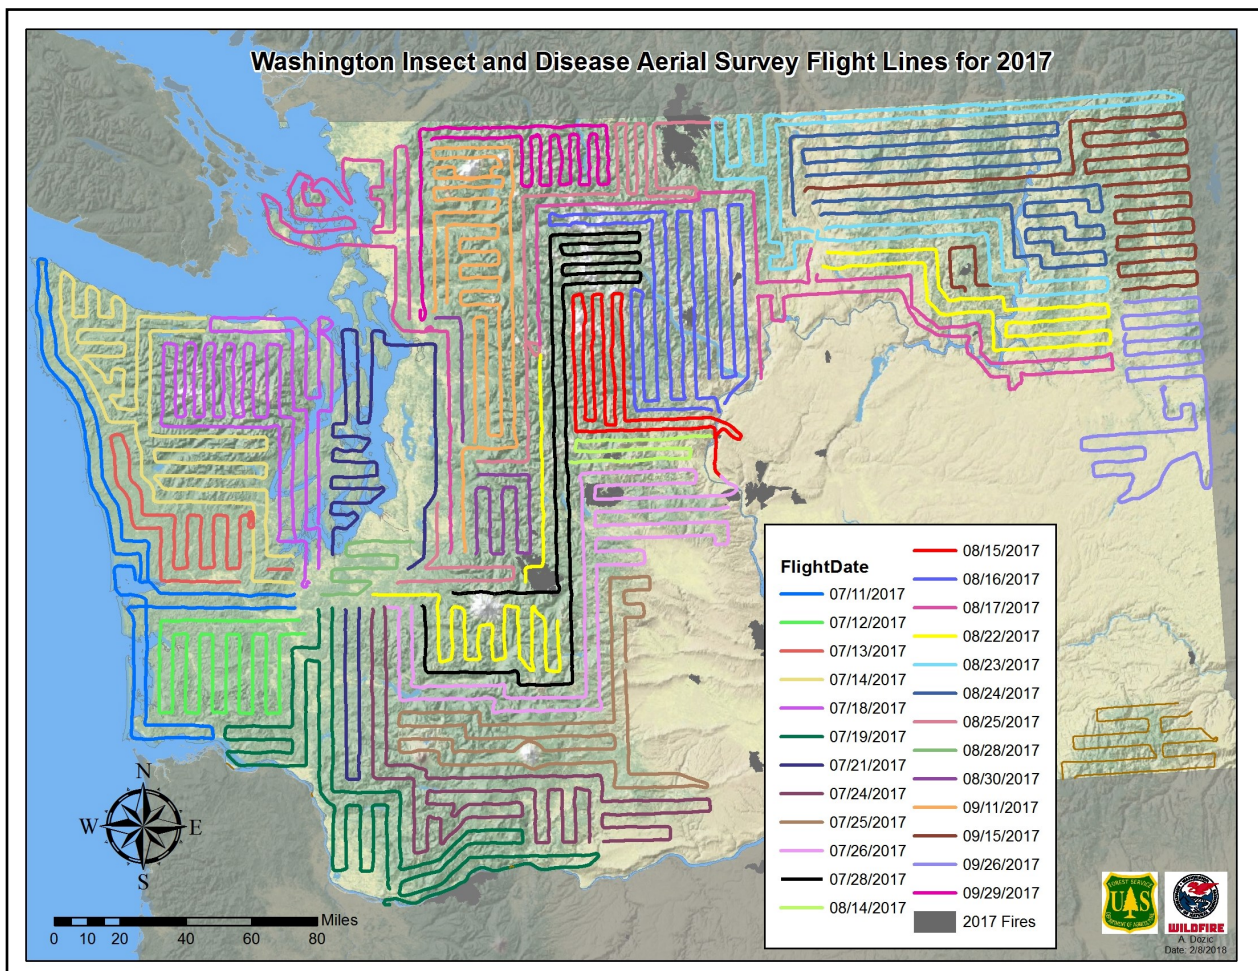 Washington Insect and Disease Aerial Survey Flight Lines for 2017
FlightDate
07/11/2017
07/12/2017
07/13/2017
07/14/2017
07/18/2017
07/19/2017
07/21/2017
07/24/2017
07/25/2017
07/26/2017
07/28/2017
08/14/2017
08/15/2017
08/16/2017
08/17/2017
08/22/2017
08/23/2017
08/24/2017
08/25/2017
08/28/2017
08/30/2017
09/11/2017
09/15/2017
09/26/2017
09/29/2017
2017 Fires
N
W E
S
Miles
0 10 20 40 60 80
FOREST SERVICE
U S
DEPARTMENT OF AGRICULTURE
WILDFIRE
A. Dozic
Date: 2/8/2018